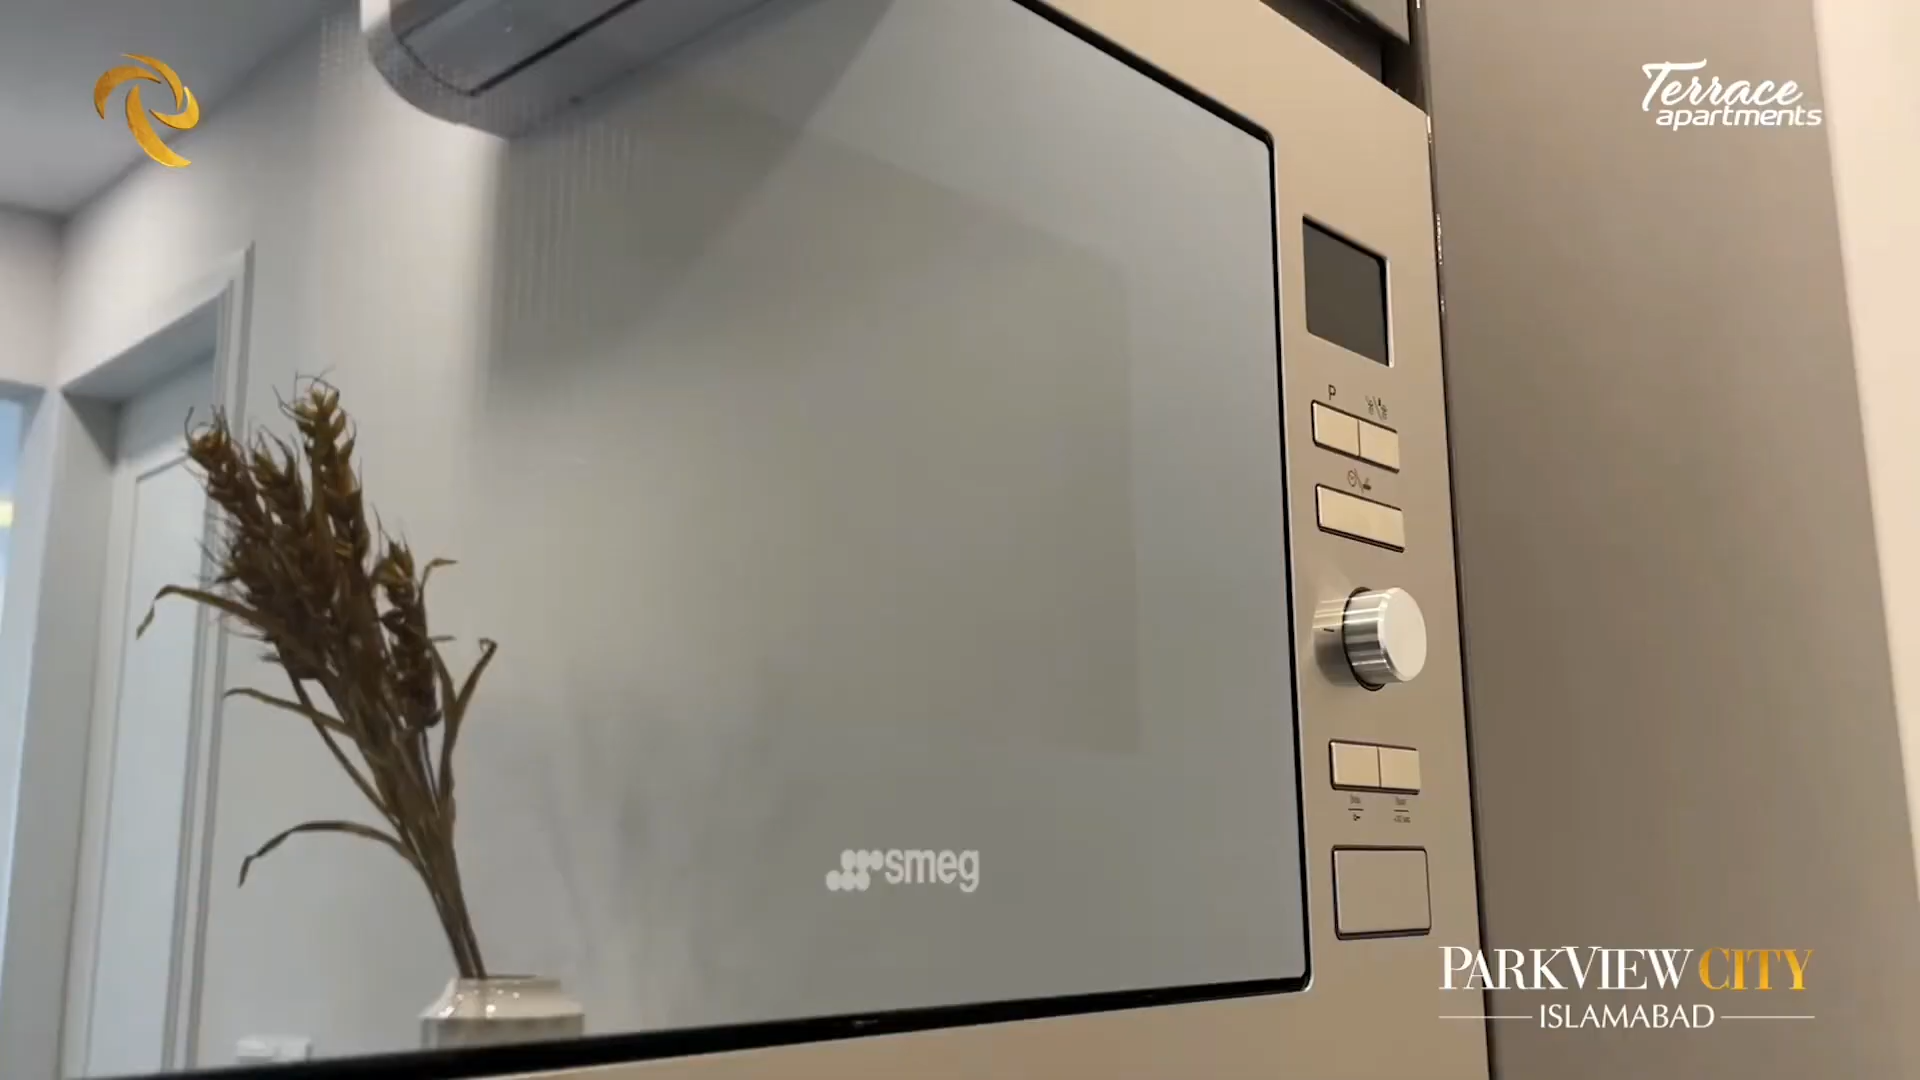 Terrace
apartments
P
smeg
PARKVIEW CITY
ISLAMABAD